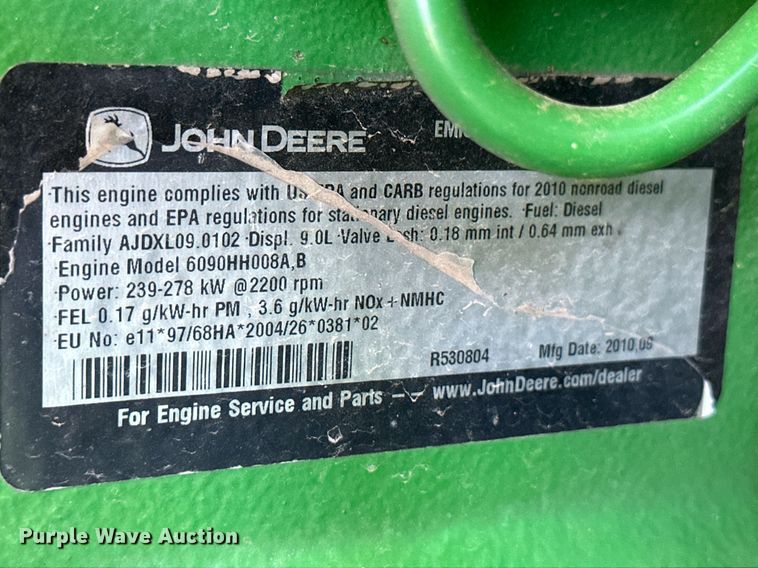 JOHN DEERE
This engine complies with US EPA and CARB regulations for 2010 nonroad diesel
engines and EPA regulations for stationary diesel engines. Fuel: Diesel
Family AJDXL09.0102 Displ. 9.0L Valve Lash: 0.18 mm int / 0.64 mm exh
Engine Model 6090HH008A,B
Power: 239-278 kW @2200 rpm
FEL 0.17 g/kW-hr PM , 3.6 g/kW-hr NOx + NMHC
EU No: e11*97/68HA*2004/26*0381*02
R530804 Mfg Date: 2010,06
For Engine Service and Parts -- www.JohnDeere.com/dealer
Purple Wave Auction